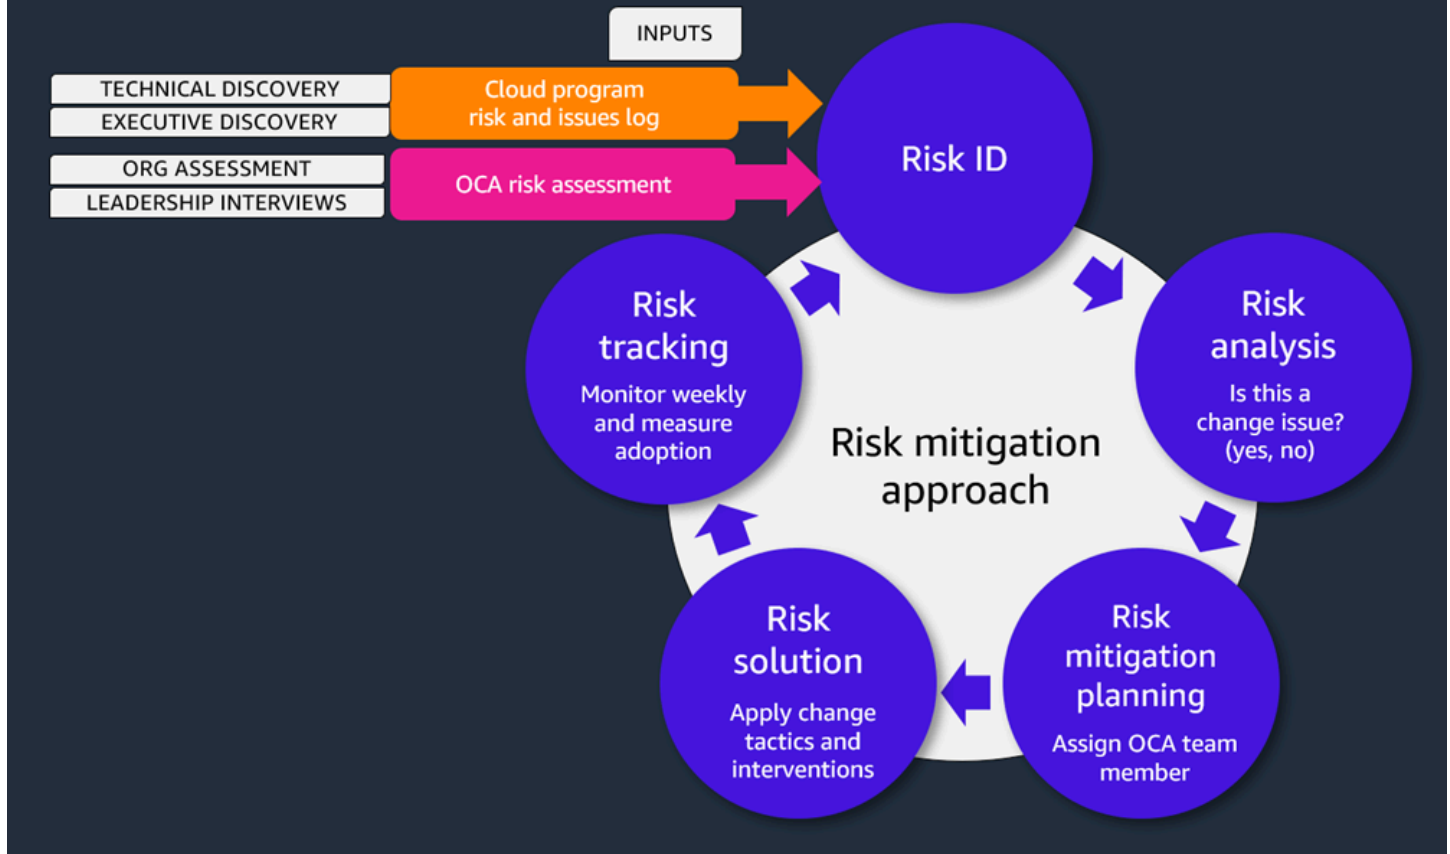 INPUTS
TECHNICAL DISCOVERY
EXECUTIVE DISCOVERY
Cloud program
risk and issues log
ORG ASSESSMENT
LEADERSHIP INTERVIEWS
OCA risk assessment
Risk ID
Risk
analysis
Is this a
change issue?
(yes, no)
Risk
mitigation
planning
Assign OCA team
member
Risk
solution
Apply change
tactics and
interventions
Risk
tracking
Monitor weekly
and measure
adoption
Risk mitigation
approach